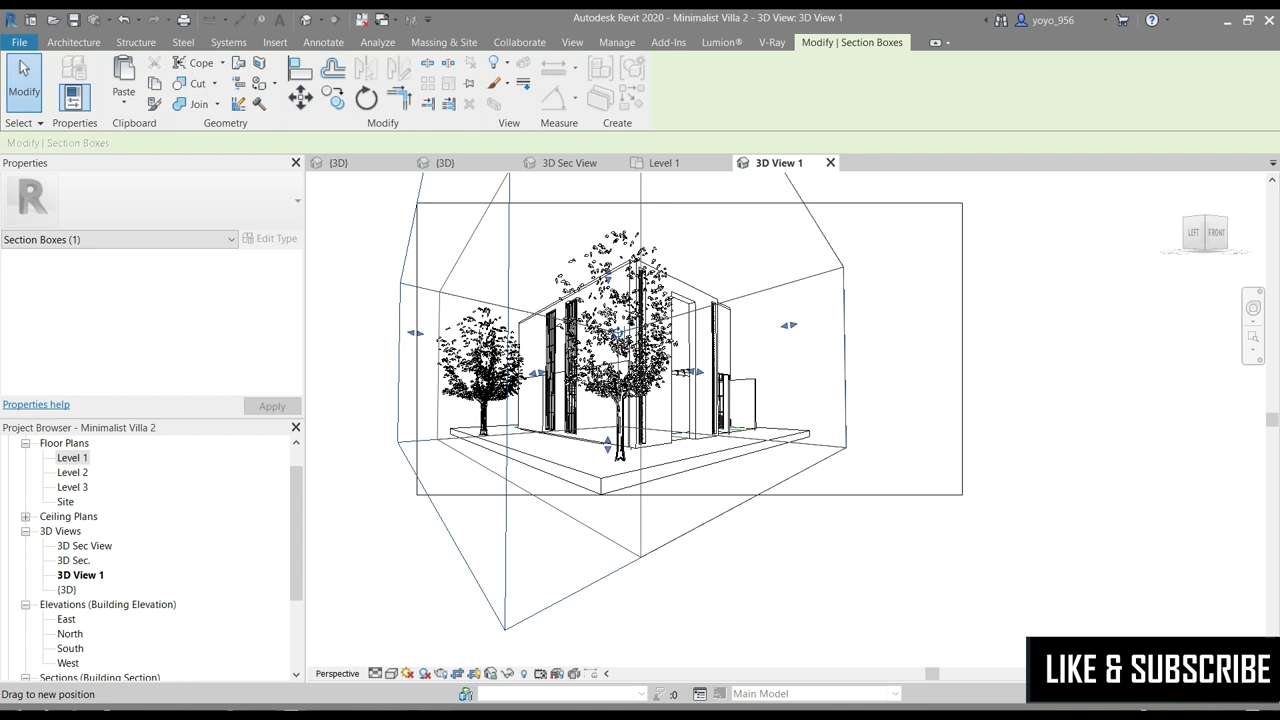 Autodesk Revit 2020 - Minimalist Villa 2 - 3D View: 3D View 1
yoyo_956
File
Architecture
Structure
Steel
Systems
Insert
Annotate
Analyze
Massing & Site
Collaborate
View
Manage
Add-Ins
Lumion®
V-Ray
Modify | Section Boxes
Modify
Paste
Cope
Cut
Join
Select
Properties
Clipboard
Geometry
Modify
View
Measure
Create
Modify | Section Boxes
Properties
{3D}
{3D}
3D Sec View
Level 1
3D View 1
Section Boxes (1)
Edit Type
LEFT
FRONT
Properties help
Apply
Project Browser - Minimalist Villa 2
Floor Plans
Level 1
Level 2
Level 3
Site
Ceiling Plans
3D Views
3D Sec View
3D Sec.
3D View 1
{3D}
Elevations (Building Elevation)
East
North
South
West
Sections (Building Section)
Perspective
LIKE & SUBSCRIBE
Drag to new position
:0
Main Model